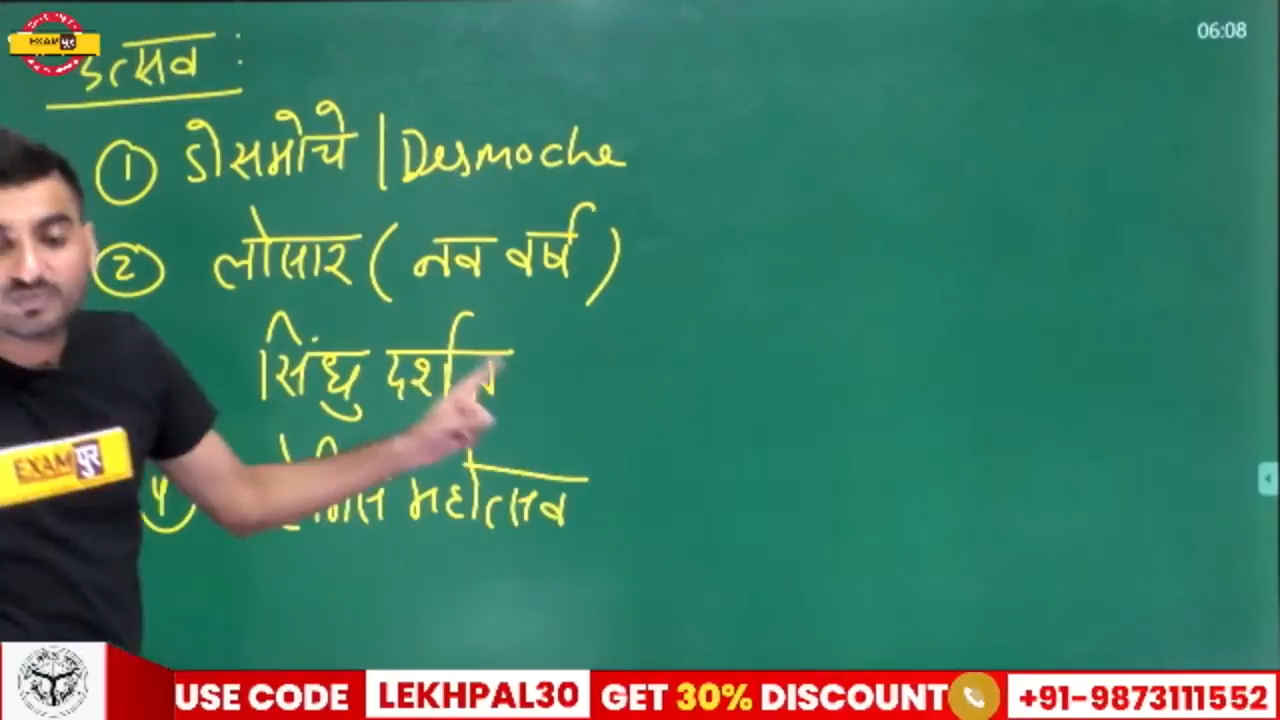 EXAM पुर
06:08
उत्सव :
① डोसमोचे | Desmoche
② लोसार ( नव वर्ष )
सिंधु दर्शन
EXAM पुर
महोत्सव
USE CODE LEKHPAL30 GET 30% DISCOUNT +91-9873111552